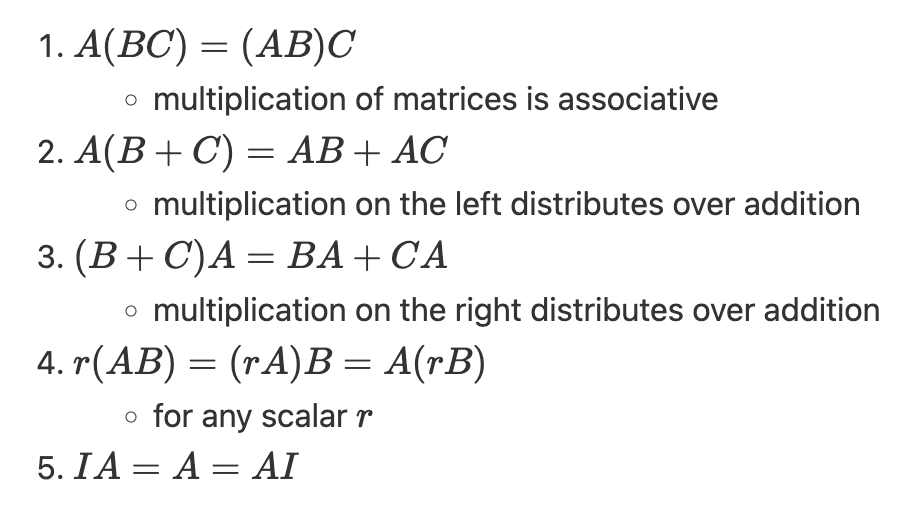 1. A(BC) = (AB)C
○ multiplication of matrices is associative
2. A(B + C) = AB + AC
○ multiplication on the left distributes over addition
3. (B + C)A = BA + CA
○ multiplication on the right distributes over addition
4. r(AB) = (rA)B = A(rB)
○ for any scalar r
5. IA = A = AI